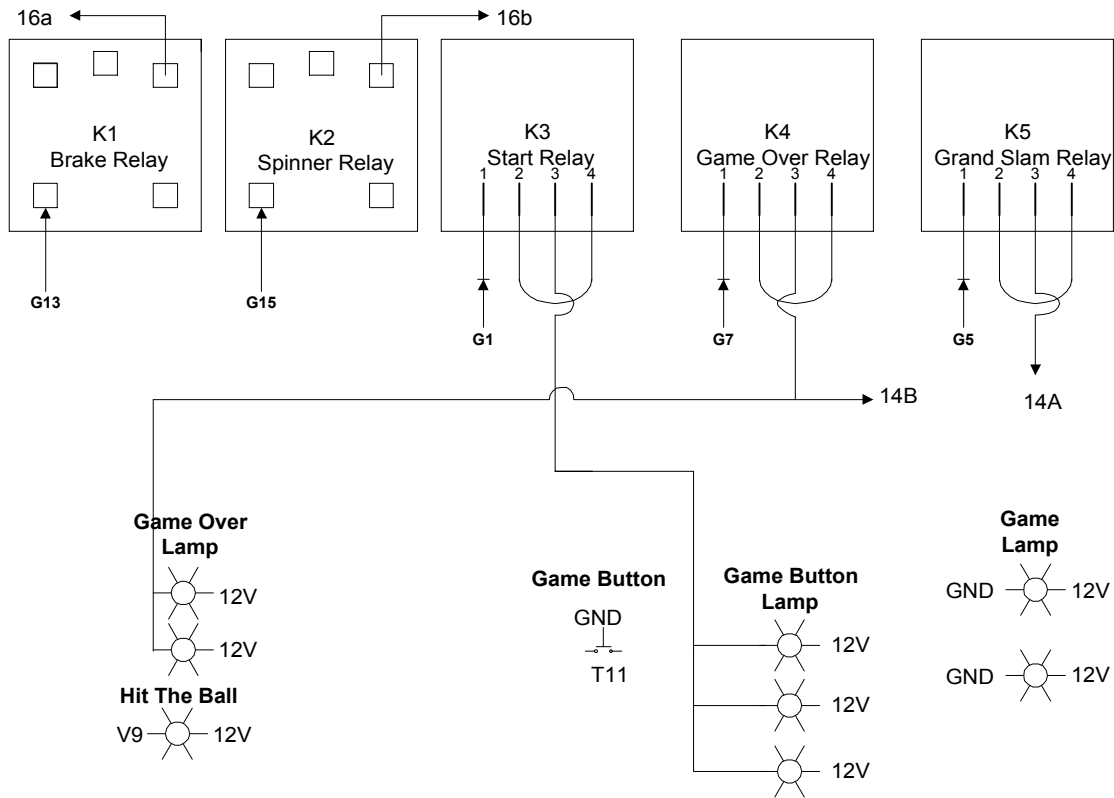 16a
16b
K1
Brake Relay
K2
Spinner Relay
K3
Start Relay
1 2 3 4
K4
Game Over Relay
1 2 3 4
K5
Grand Slam Relay
1 2 3 4
G13
G15
G1
G7
G5
14B
14A
Game Over
Lamp
12V
12V
Hit The Ball
V9 12V
Game Button
GND
T11
Game Button
Lamp
12V
12V
12V
Game
Lamp
GND 12V
GND 12V